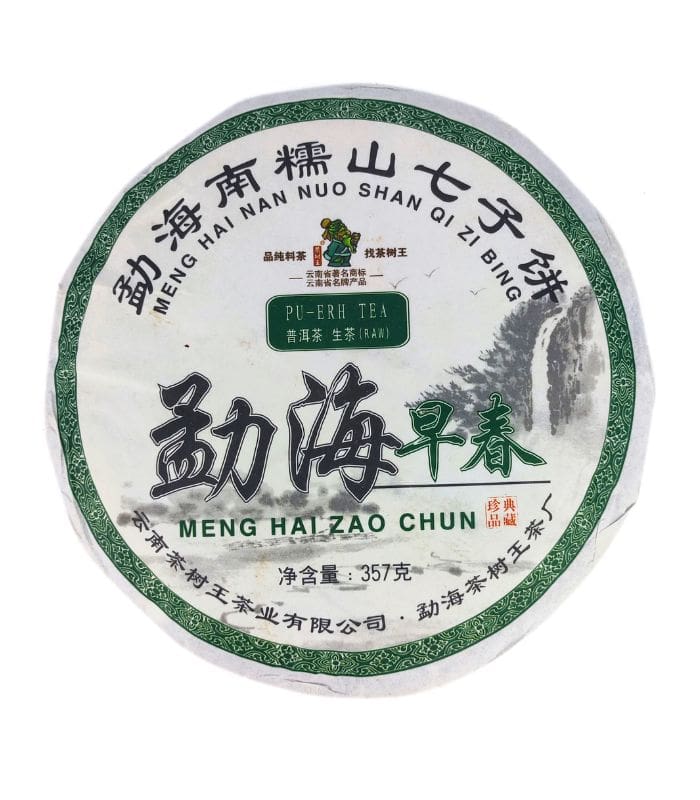 勐海南糯山七子饼
MENG HAI NAN NUO SHAN QI ZI BING
品纯料茶 茶树王 找茶树王
云南省著名商标
云南省名牌产品
PU-ERH TEA
普洱茶 生茶(RAW)
勐海早春
MENG HAI ZAO CHUN
典藏
珍品
净含量：357克
云南茶树王茶业有限公司·勐海茶树王茶厂